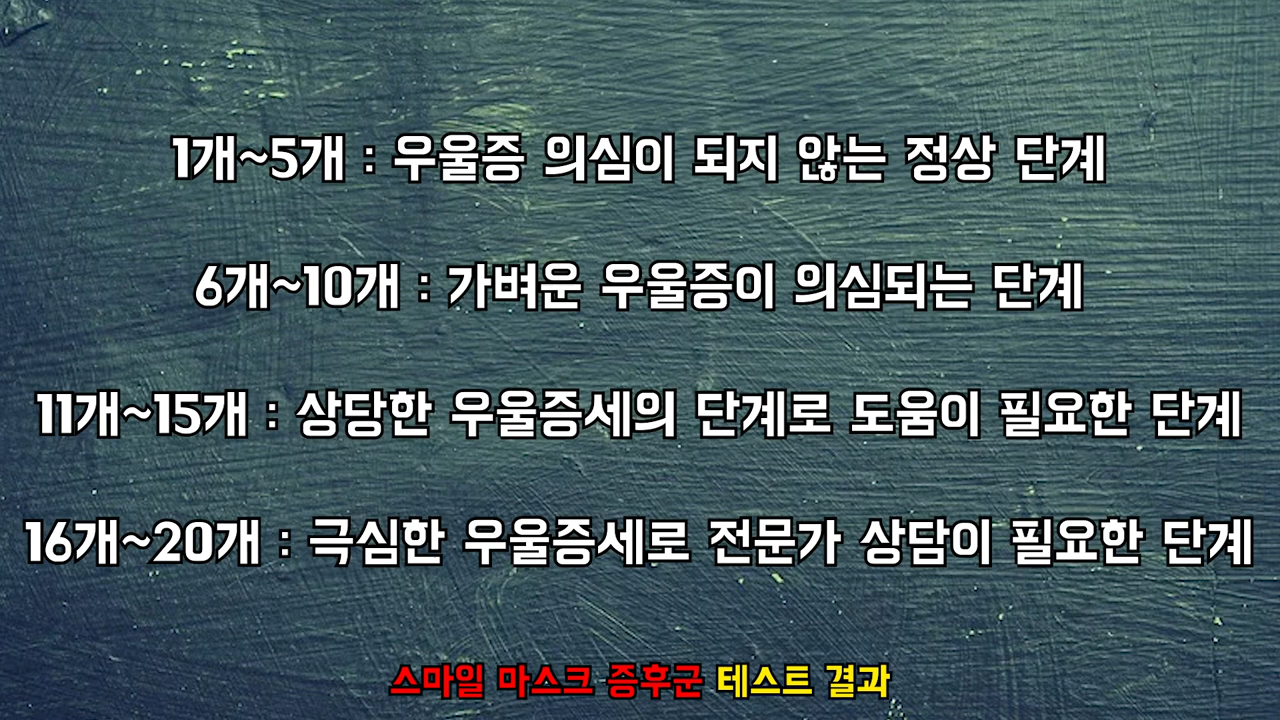 1개~5개 : 우울증 의심이 되지 않는 정상 단계
6개~10개 : 가벼운 우울증이 의심되는 단계
11개~15개 : 상당한 우울증세의 단계로 도움이 필요한 단계
16개~20개 : 극심한 우울증세로 전문가 상담이 필요한 단계
스마일 마스크 증후군 테스트 결과